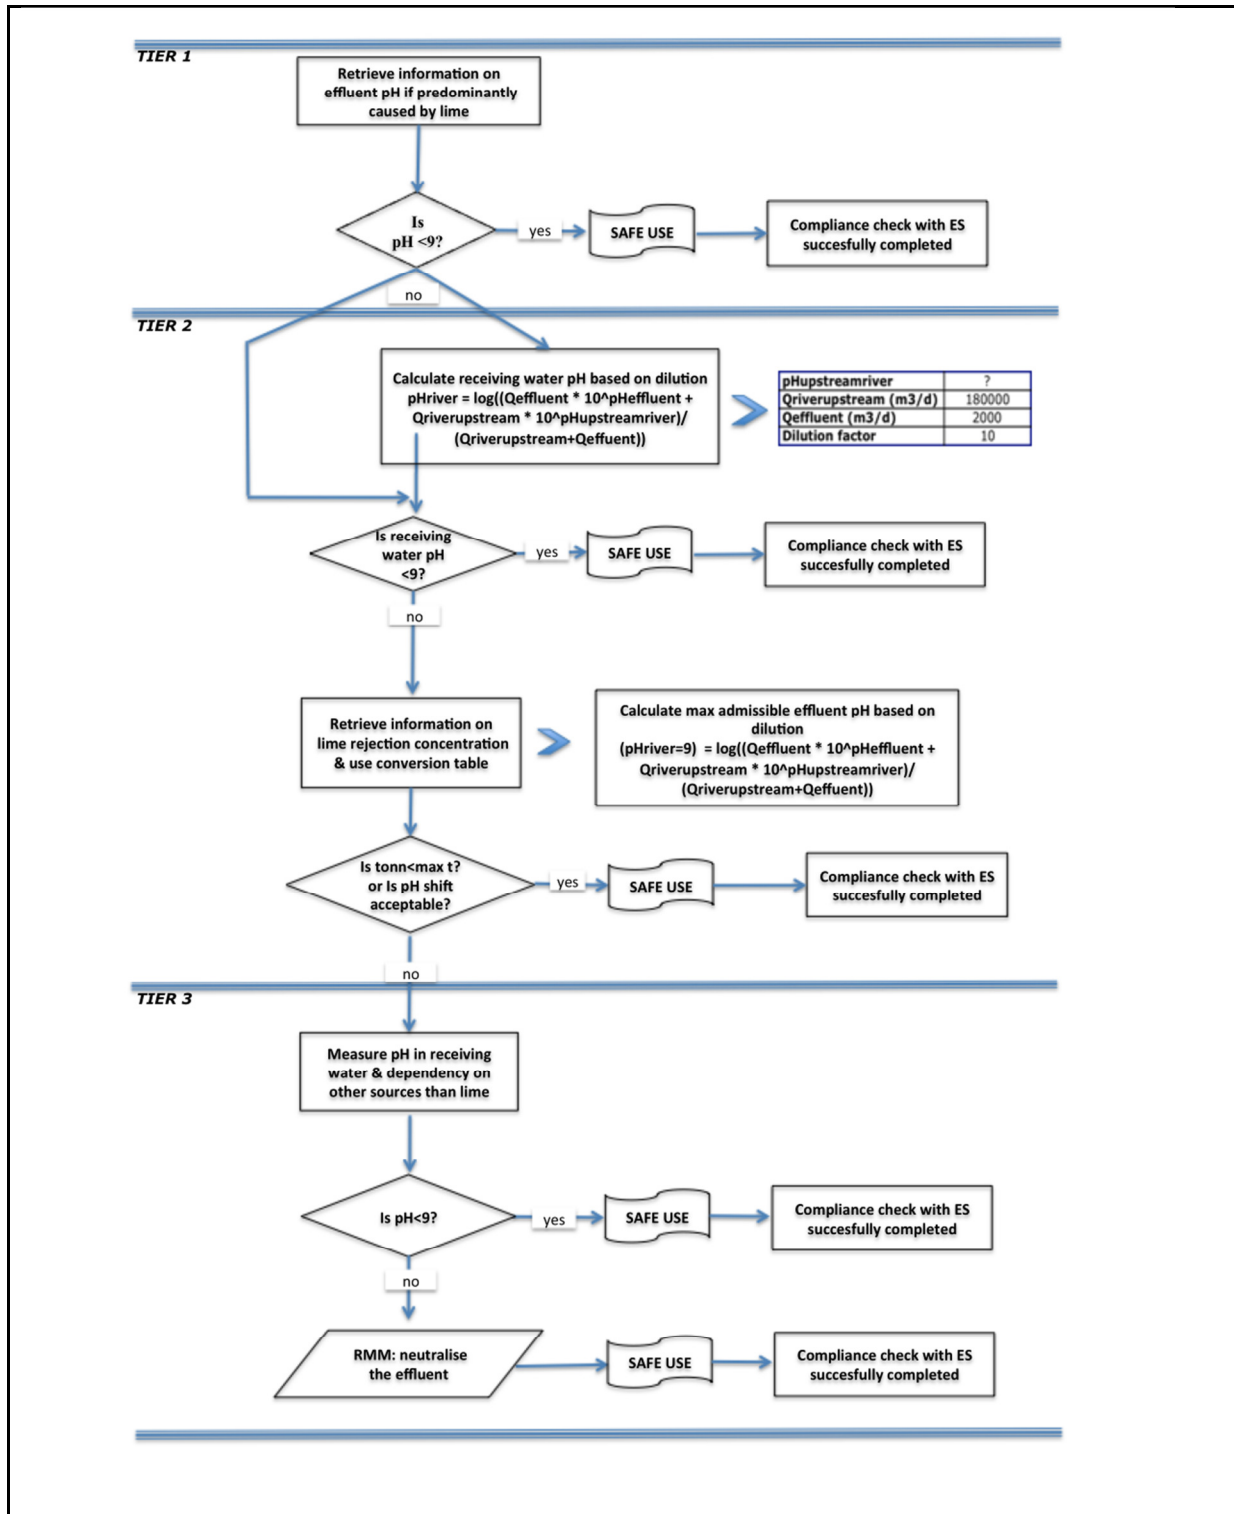 TIER 1
Retrieve information on
effluent pH if predominantly
caused by lime
Is
pH <9?
yes
SAFE USE
Compliance check with ES
succesfully completed
no
TIER 2
Calculate receiving water pH based on dilution
pHriver = log((Qeffluent * 10^pHeffluent +
Qriverupstream * 10^pHupstreamriver)/
(Qriverupstream+Qeffuent))
pHupstreamriver ?
Qriverupstream (m3/d) 180000
Qeffluent (m3/d) 2000
Dilution factor 10
Is receiving
water pH
<9?
yes
SAFE USE
Compliance check with ES
succesfully completed
no
Retrieve information on
lime rejection concentration
& use conversion table
Calculate max admissible effluent pH based on
dilution
(pHriver=9) = log((Qeffluent * 10^pHeffluent +
Qriverupstream * 10^pHupstreamriver)/
(Qriverupstream+Qeffuent))
Is tonn<max t?
or Is pH shift
acceptable?
yes
SAFE USE
Compliance check with ES
succesfully completed
no
TIER 3
Measure pH in receiving
water & dependency on
other sources than lime
Is pH<9?
yes
SAFE USE
Compliance check with ES
succesfully completed
no
RMM: neutralise
the effluent
SAFE USE
Compliance check with ES
succesfully completed